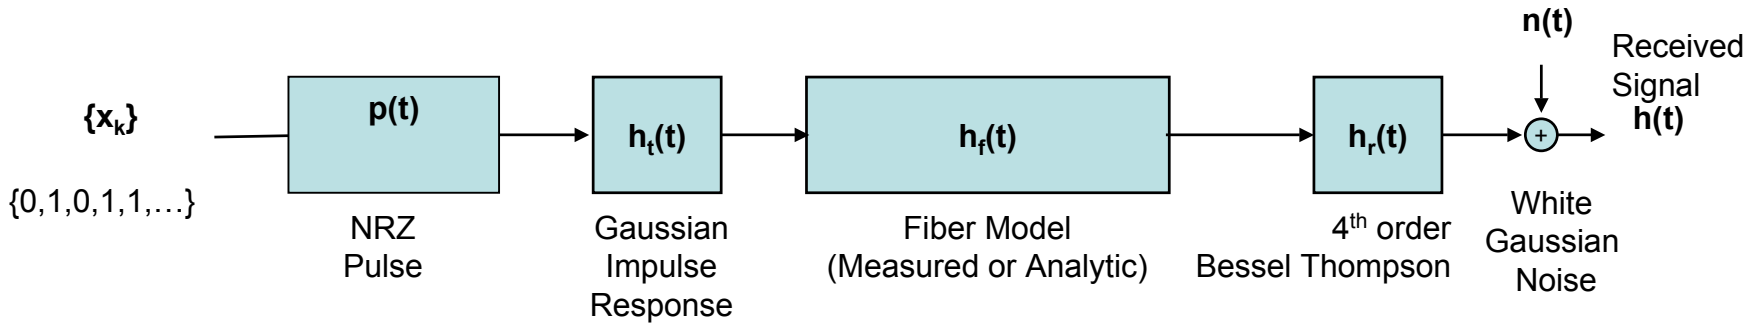 {xk}
{0,1,0,1,1,…}
p(t)
NRZ
Pulse
ht(t)
Gaussian
Impulse
Response
hf(t)
Fiber Model
(Measured or Analytic)
hr(t)
4th order
Bessel Thompson
n(t)
+
White
Gaussian
Noise
Received
Signal
h(t)